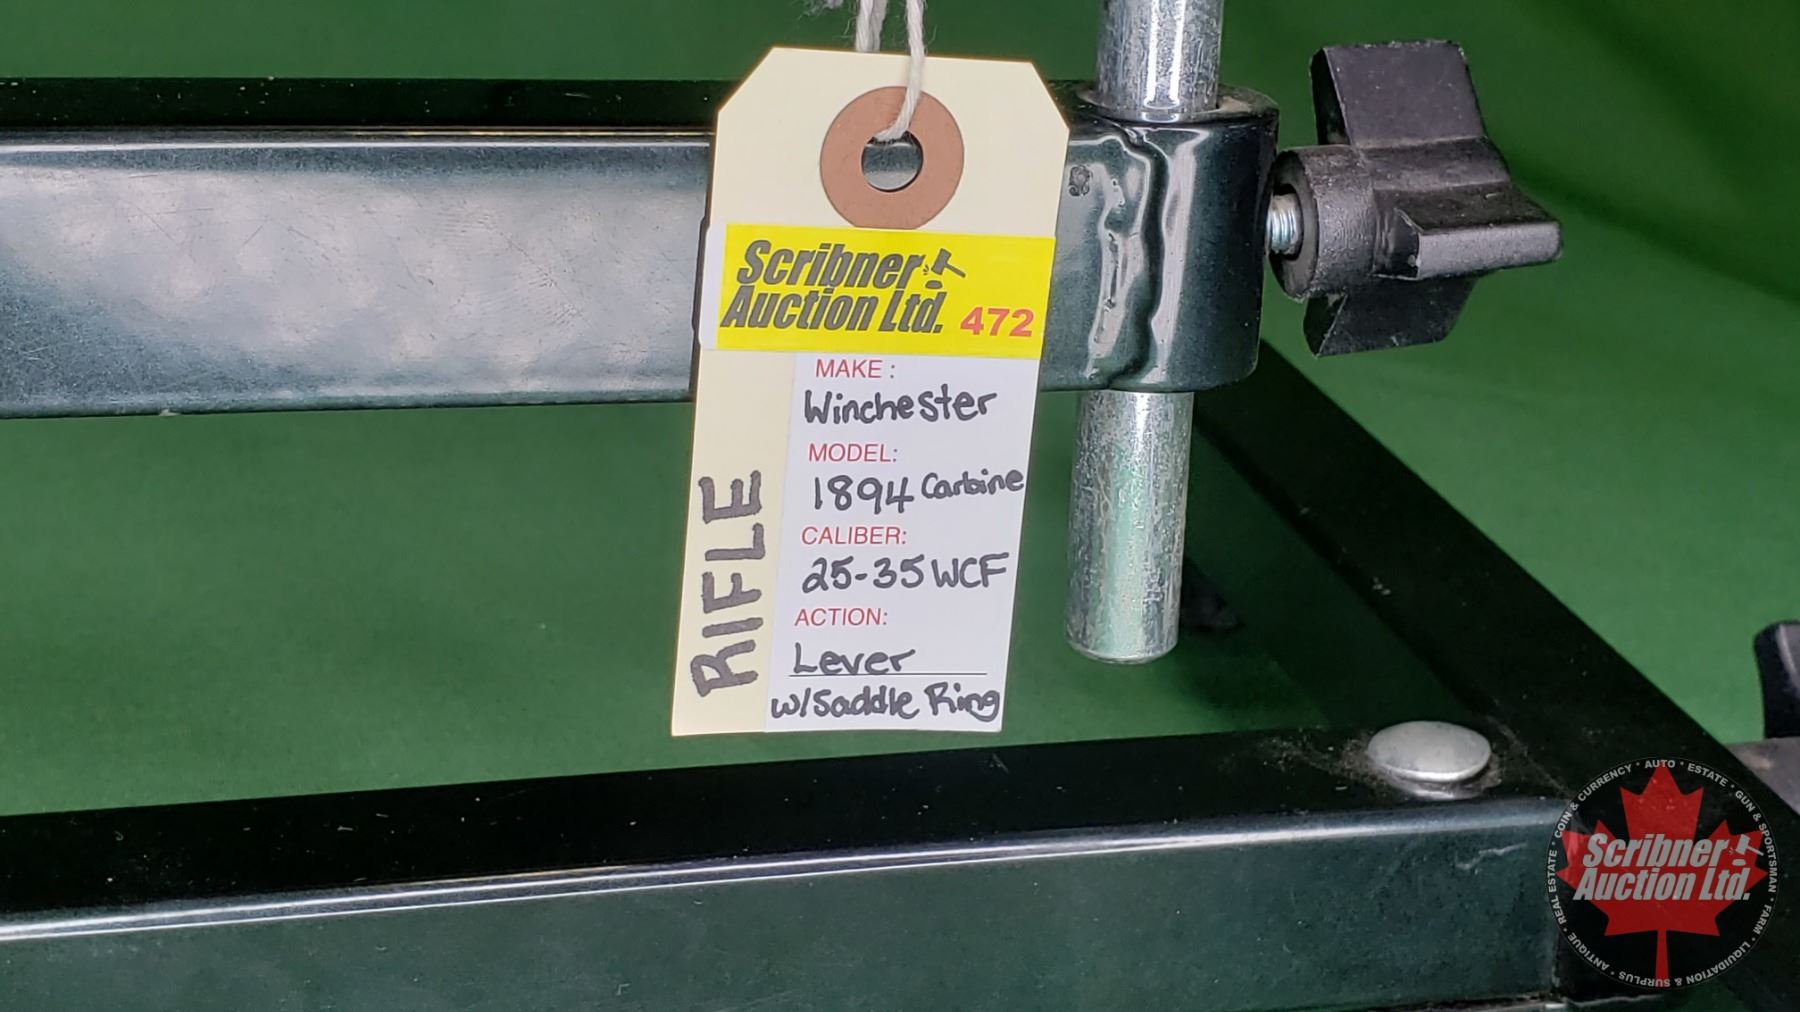 Scribner
Auction Ltd. 472
MAKE :
Winchester
MODEL:
1894 Carbine
CALIBER:
25-35 WCF
ACTION:
Lever
w/Saddle Ring
RIFLE
Scribner
Auction Ltd.
ANTIQUE • REAL ESTATE • COIN & CURRENCY • AUTO • ESTATE • GUN & SPORTSMAN • FARM • LIQUIDATION & SURPLUS •